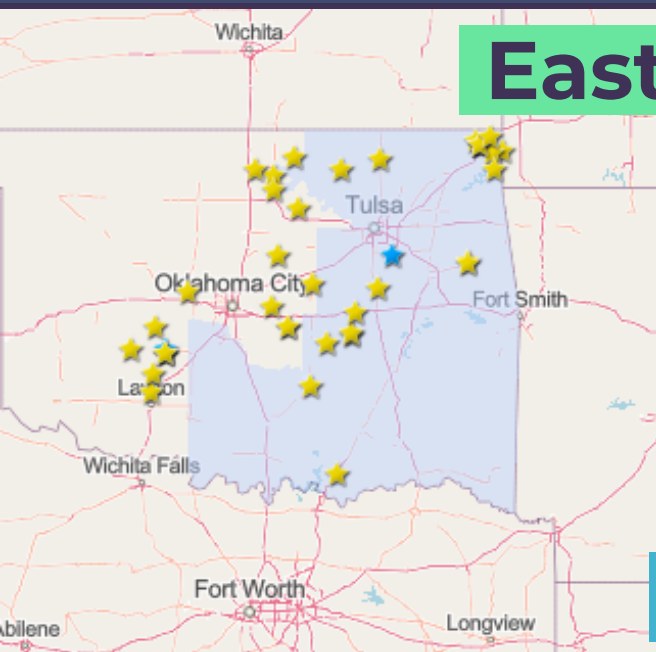 Wichita
East
Tulsa
Oklahoma City
Fort Smith
Lawton
Wichita Falls
Fort Worth
Longview
Abilene